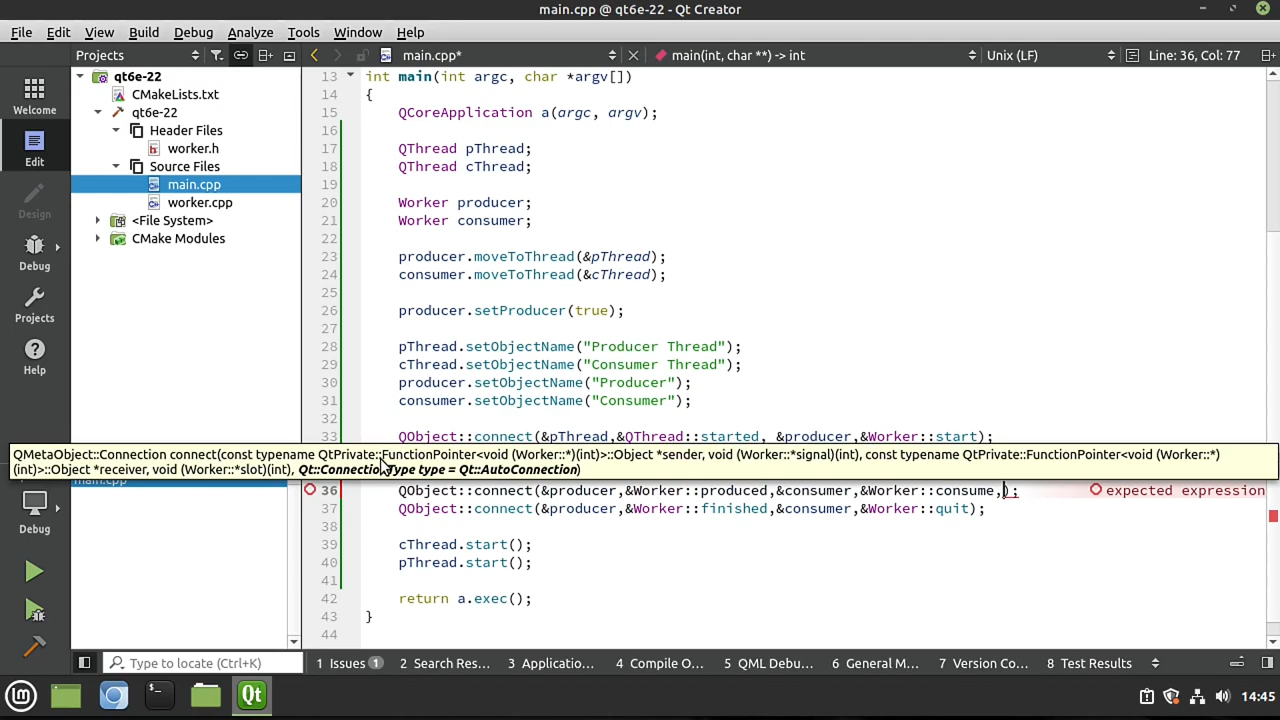 main.cpp @ qt6e-22 - Qt Creator
File Edit View Build Debug Analyze Tools Window Help
Projects main.cpp* main(int, char **) -> int Unix (LF) Line: 36, Col: 77
Welcome
Edit
Design
Debug
Projects
Help
Debug
qt6e-22
CMakeLists.txt
qt6e-22
Header Files
worker.h
Source Files
main.cpp
worker.cpp
<File System>
CMake Modules
main.cpp
13 int main(int argc, char *argv[])
14 {
15 QCoreApplication a(argc, argv);
16
17 QThread pThread;
18 QThread cThread;
19
20 Worker producer;
21 Worker consumer;
22
23 producer.moveToThread(&pThread);
24 consumer.moveToThread(&cThread);
25
26 producer.setProducer(true);
27
28 pThread.setObjectName("Producer Thread");
29 cThread.setObjectName("Consumer Thread");
30 producer.setObjectName("Producer");
31 consumer.setObjectName("Consumer");
32
33 QObject::connect(&pThread,&QThread::started, &producer,&Worker::start);
QMetaObject::Connection connect(const typename QtPrivate::FunctionPointer<void (Worker::*)(int)>::Object *sender, void (Worker::*signal)(int), const typename QtPrivate::FunctionPointer<void (Worker::*)
(int)>::Object *receiver, void (Worker::*slot)(int), Qt::ConnectionType type = Qt::AutoConnection)
36 QObject::connect(&producer,&Worker::produced,&consumer,&Worker::consume,); expected expression
QObject::connect(&producer,&Worker::finished,&consumer,&Worker::quit);
38
39 cThread.start();
40 pThread.start();
41
42 return a.exec();
43 }
44
Type to locate (Ctrl+K) 1 Issues 1 2 Search Res... 3 Applicatio... 4 Compile O... 5 QML Debu... 6 General M... 7 Version Co... 8 Test Results
Qt 14:45